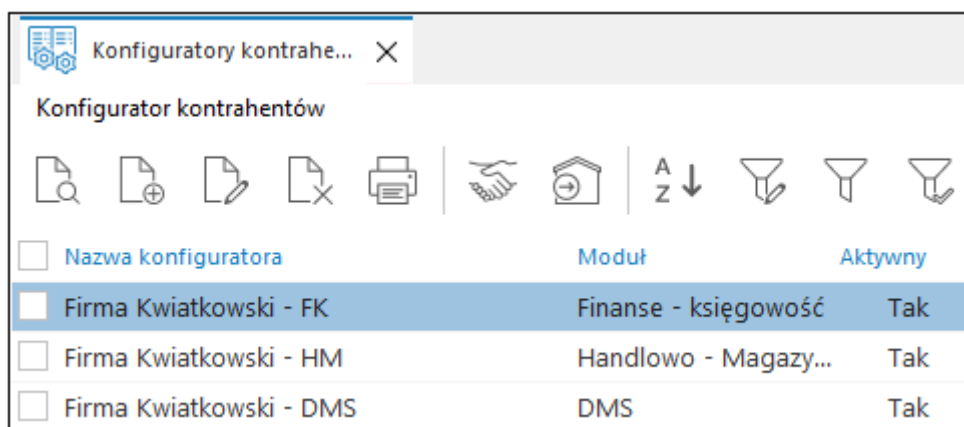 Konfiguratory kontrahe...
Konfigurator kontrahentów
A
Z
Nazwa konfiguratora Moduł Aktywny
Firma Kwiatkowski - FK Finanse - księgowość Tak
Firma Kwiatkowski - HM Handlowo - Magazy... Tak
Firma Kwiatkowski - DMS DMS Tak